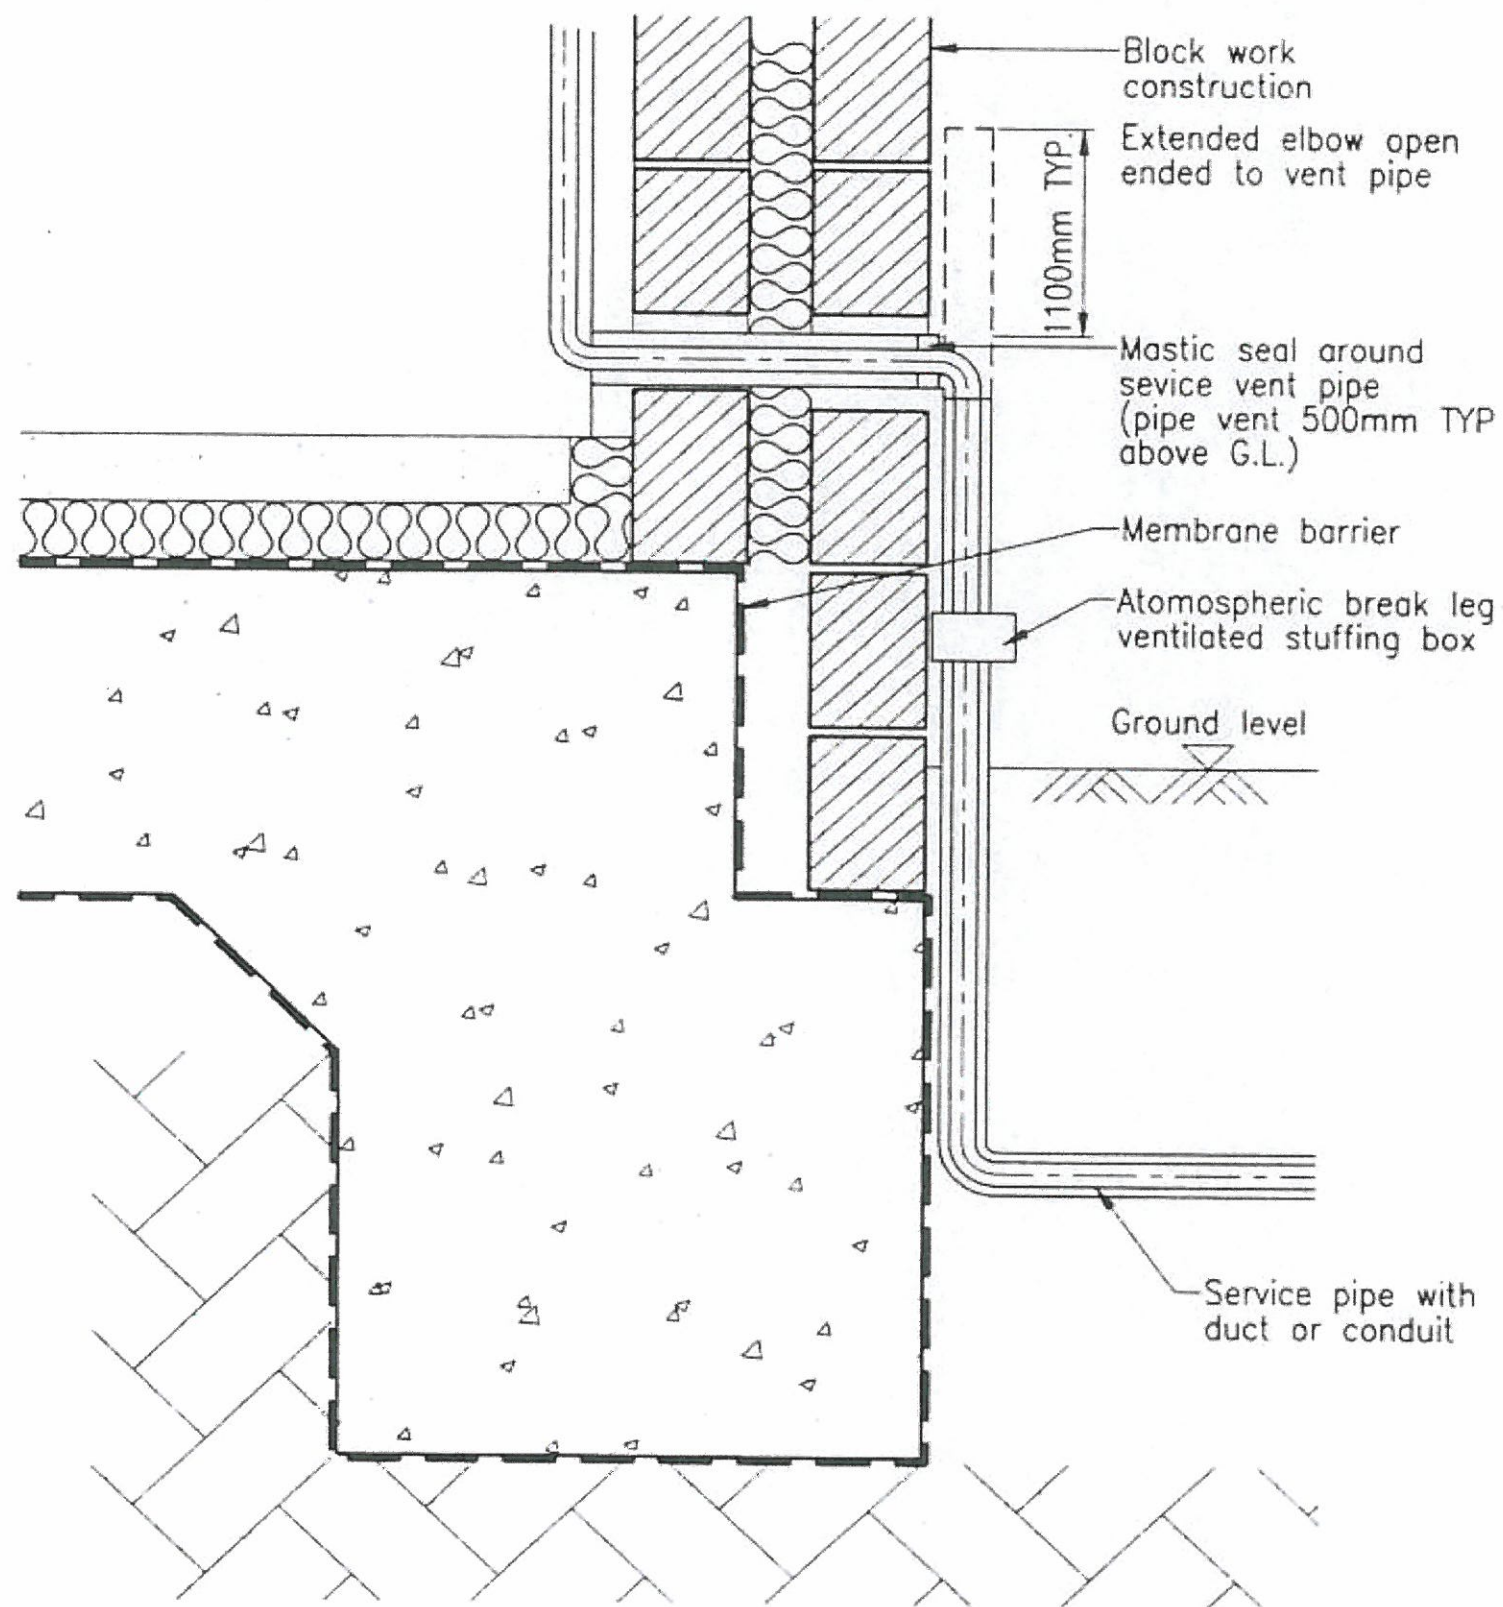 Block work
construction
Extended elbow open
ended to vent pipe
1100mm TYP.
Mastic seal around
sevice vent pipe
(pipe vent 500mm TYP
above G.L.)
Membrane barrier
Atomospheric break leg
ventilated stuffing box
Ground level
Service pipe with
duct or conduit